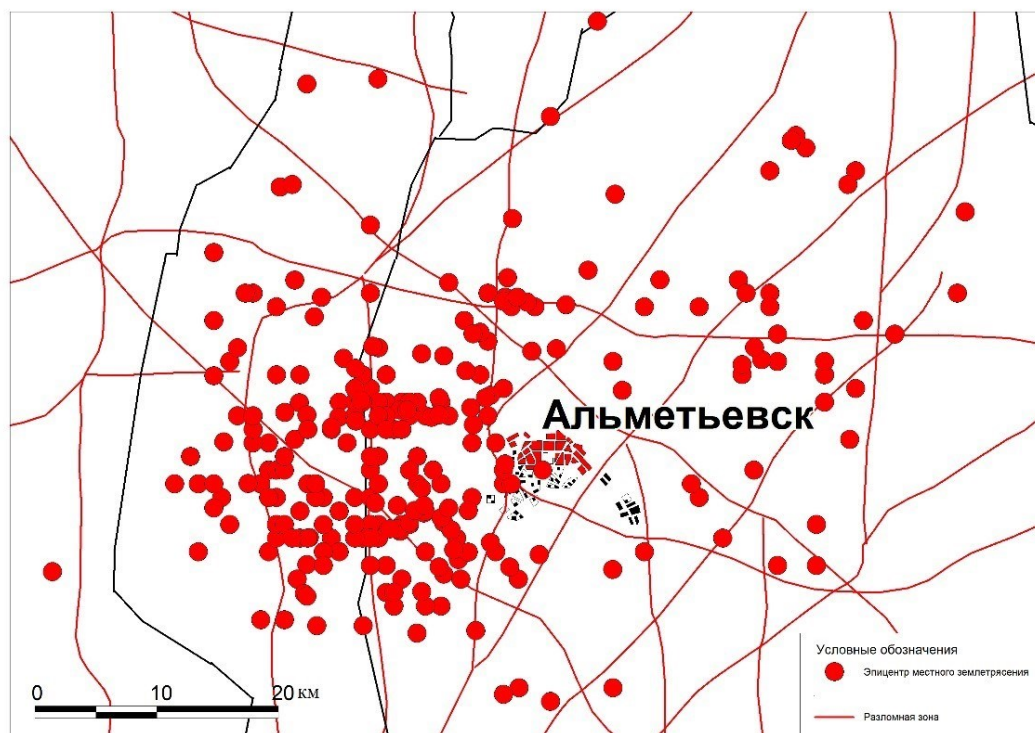 Альметьевск
Условные обозначения
Эпицентр местного землетрясения
Разломная зона
0 10 20 км